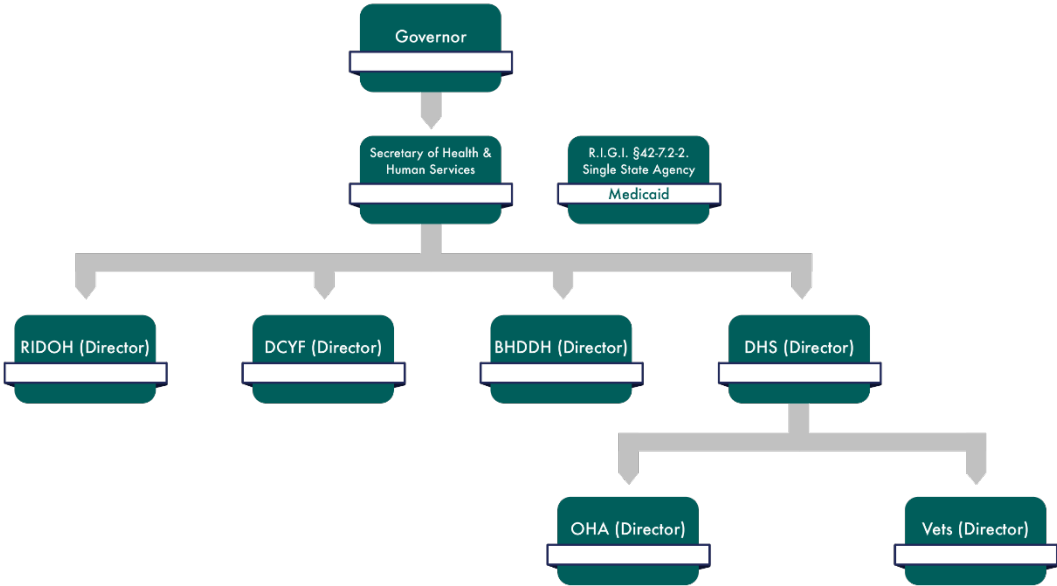 Governor
Secretary of Health &
Human Services
R.I.G.I. §42-7.2-2.
Single State Agency
Medicaid
RIDOH (Director)
DCYF (Director)
BHDDH (Director)
DHS (Director)
OHA (Director)
Vets (Director)